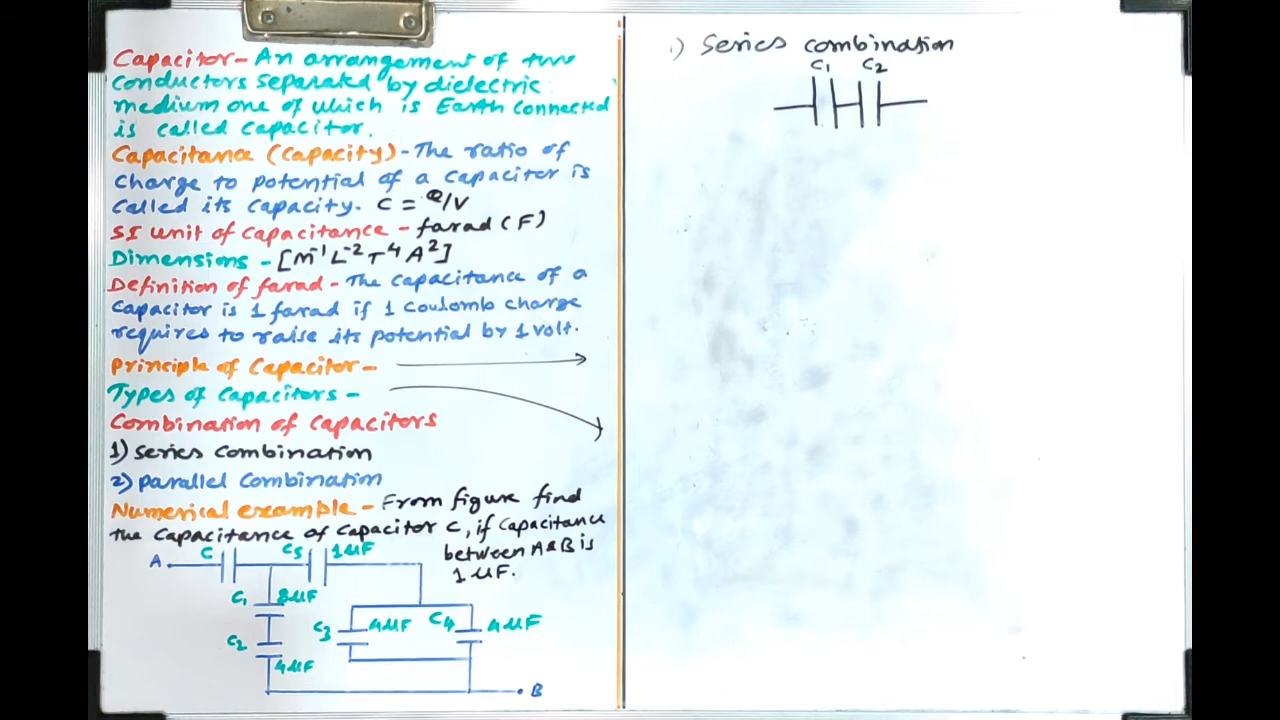 Capacitor - An arrangement of two
conductors separated by dielectric
medium one of which is Earth connected
is called capacitor.
Capacitance (Capacity) - The ratio of
charge to potential of a capacitor is
called its capacity. C = Q/V
SI unit of capacitance - farad (F)
Dimensions - [M⁻¹ L⁻² T⁴ A²]
Definition of farad - The capacitance of a
capacitor is 1 farad if 1 coulomb charge
requires to raise its potential by 1 volt.
Principle of Capacitor -
Types of Capacitors -
Combination of Capacitors
1) Series Combination
2) Parallel Combination
Numerical example - From figure find
the capacitance of capacitor C, if capacitance
between A & B is
1 μF.
A C C5 1μF
C1 8μF
C3 4μF C4 4μF
C2
4μF
B
1) Series combination
C1 C2